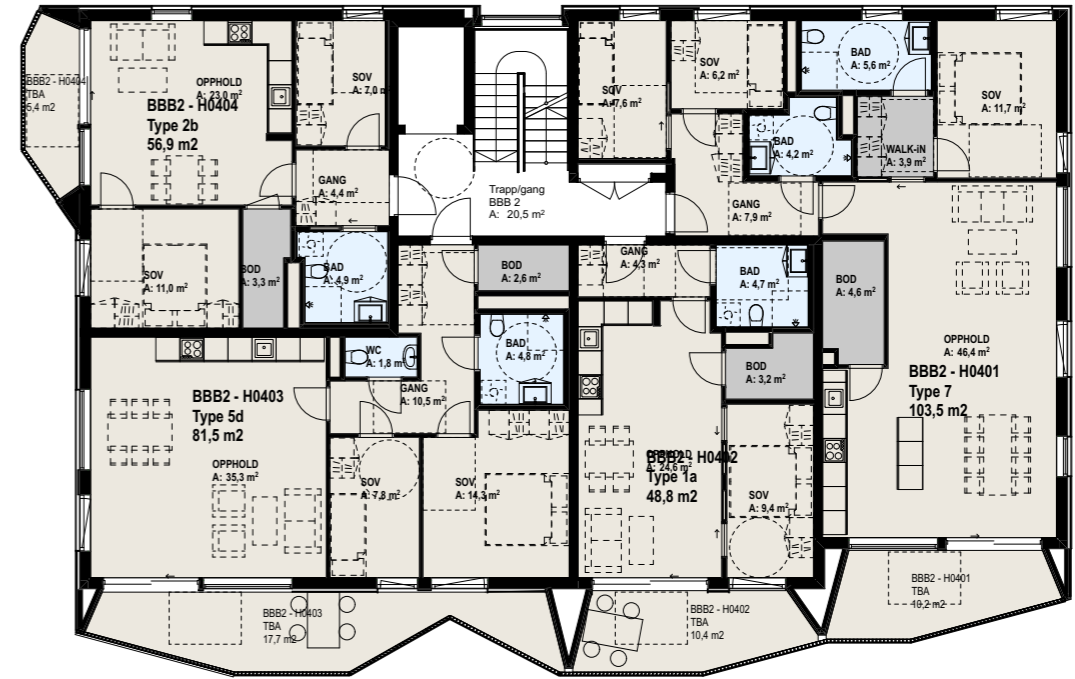 BBB2 - H0404
TBA
5,4 m2
OPPHOLD
A: 23,0 m²
BBB2 - H0404
Type 2b
56,9 m2
SOV
A: 7,0 m²
GANG
A: 4,4 m²
SOV
A: 11,0 m²
BOD
A: 3,3 m²
BAD
A: 4,9 m²
Trapp/gang
BBB 2
A: 20,5 m²
SOV
A: 7,6 m²
SOV
A: 6,2 m²
BAD
A: 5,6 m²
BAD
A: 4,2 m²
WALK-IN
A: 3,9 m²
SOV
A: 11,7 m²
GANG
A: 7,9 m²
BOD
A: 4,6 m²
OPPHOLD
A: 46,4 m²
BBB2 - H0401
Type 7
103,5 m2
BOD
A: 2,6 m²
GANG
A: 4,3 m²
BAD
A: 4,7 m²
BOD
A: 3,2 m²
BAD
A: 4,8 m²
WC
A: 1,8 m²
GANG
A: 10,5 m²
BBB2 - H0403
Type 5d
81,5 m2
OPPHOLD
A: 35,3 m²
SOV
A: 7,8 m²
SOV
A: 14,3 m²
OPPHOLD
A: 24,6 m²
BBB2 - H0402
Type 1a
48,8 m2
SOV
A: 9,4 m²
BBB2 - H0403
TBA
17,7 m2
BBB2 - H0402
TBA
10,4 m2
BBB2 - H0401
TBA
10,2 m2